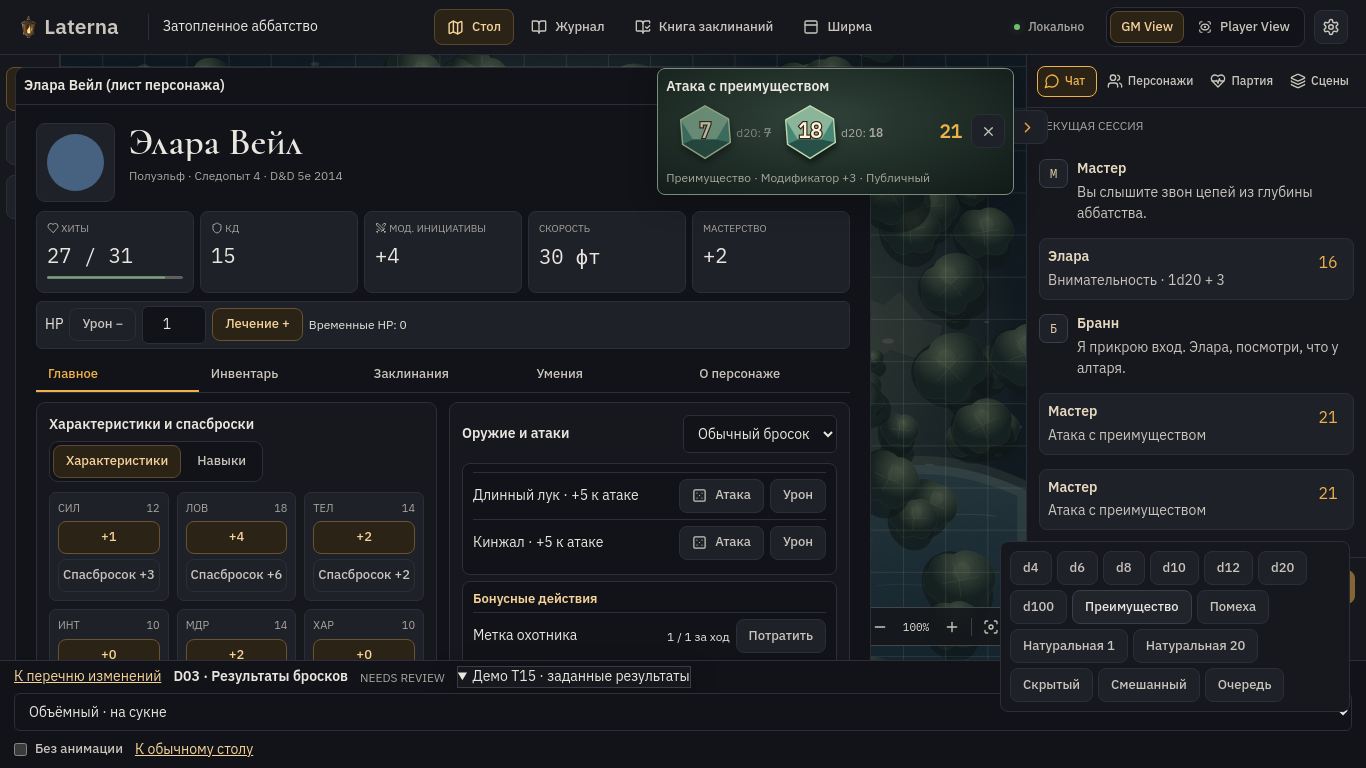 Laterna
Затопленное аббатство
Стол
Журнал
Книга заклинаний
Ширма
Локально
GM View
Player View
Элара Вейл (лист персонажа)
Элара Вейл
Полуэльф · Следопыт 4 · D&D 5e 2014
Атака с преимуществом
7
d20: 7
18
d20: 18
21
Преимущество · Модификатор +3 · Публичный
ХИТЫ
27 / 31
КД
15
МОД. ИНИЦИАТИВЫ
+4
СКОРОСТЬ
30 фт
МАСТЕРСТВО
+2
HP
Урон −
1
Лечение +
Временные HP: 0
Главное
Инвентарь
Заклинания
Умения
О персонаже
Характеристики и спасброски
Характеристики
Навыки
СИЛ 12
+1
Спасбросок +3
ЛОВ 18
+4
Спасбросок +6
ТЕЛ 14
+2
Спасбросок +2
ИНТ 10
+0
МДР 14
+2
ХАР 10
+0
Оружие и атаки
Обычный бросок
Длинный лук · +5 к атаке
Атака
Урон
Кинжал · +5 к атаке
Атака
Урон
Бонусные действия
Метка охотника
1 / 1 за ход
Потратить
100%
Чат
Персонажи
Партия
Сцены
ЕКУЩАЯ СЕССИЯ
М
Мастер
Вы слышите звон цепей из глубины
аббатства.
Элара
16
Внимательность · 1d20 + 3
Б
Бранн
Я прикрою вход. Элара, посмотри, что у
алтаря.
Мастер
21
Атака с преимуществом
Мастер
21
Атака с преимуществом
d4
d6
d8
d10
d12
d20
d100
Преимущество
Помеха
Натуральная 1
Натуральная 20
Скрытый
Смешанный
Очередь
К перечню изменений
D03 · Результаты бросков
NEEDS REVIEW
▼ Демо T15 · заданные результаты
Объёмный · на сукне
Без анимации
К обычному столу